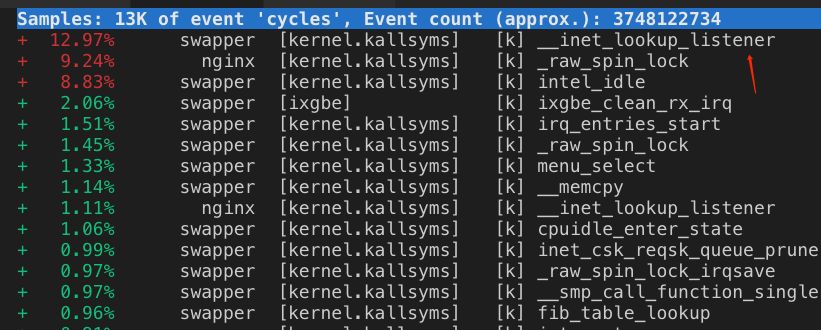 Samples: 13K of event 'cycles', Event count (approx.): 3748122734
+ 12.97% swapper [kernel.kallsyms] [k] __inet_lookup_listener
+ 9.24% nginx [kernel.kallsyms] [k] _raw_spin_lock
+ 8.83% swapper [kernel.kallsyms] [k] intel_idle
+ 2.06% swapper [ixgbe] [k] ixgbe_clean_rx_irq
+ 1.51% swapper [kernel.kallsyms] [k] irq_entries_start
+ 1.45% swapper [kernel.kallsyms] [k] _raw_spin_lock
+ 1.33% swapper [kernel.kallsyms] [k] menu_select
+ 1.14% swapper [kernel.kallsyms] [k] __memcpy
+ 1.11% nginx [kernel.kallsyms] [k] __inet_lookup_listener
+ 1.06% swapper [kernel.kallsyms] [k] cpuidle_enter_state
+ 0.99% swapper [kernel.kallsyms] [k] inet_csk_reqsk_queue_prune
+ 0.97% swapper [kernel.kallsyms] [k] _raw_spin_lock_irqsave
+ 0.97% swapper [kernel.kallsyms] [k] __smp_call_function_single
+ 0.96% swapper [kernel.kallsyms] [k] fib_table_lookup